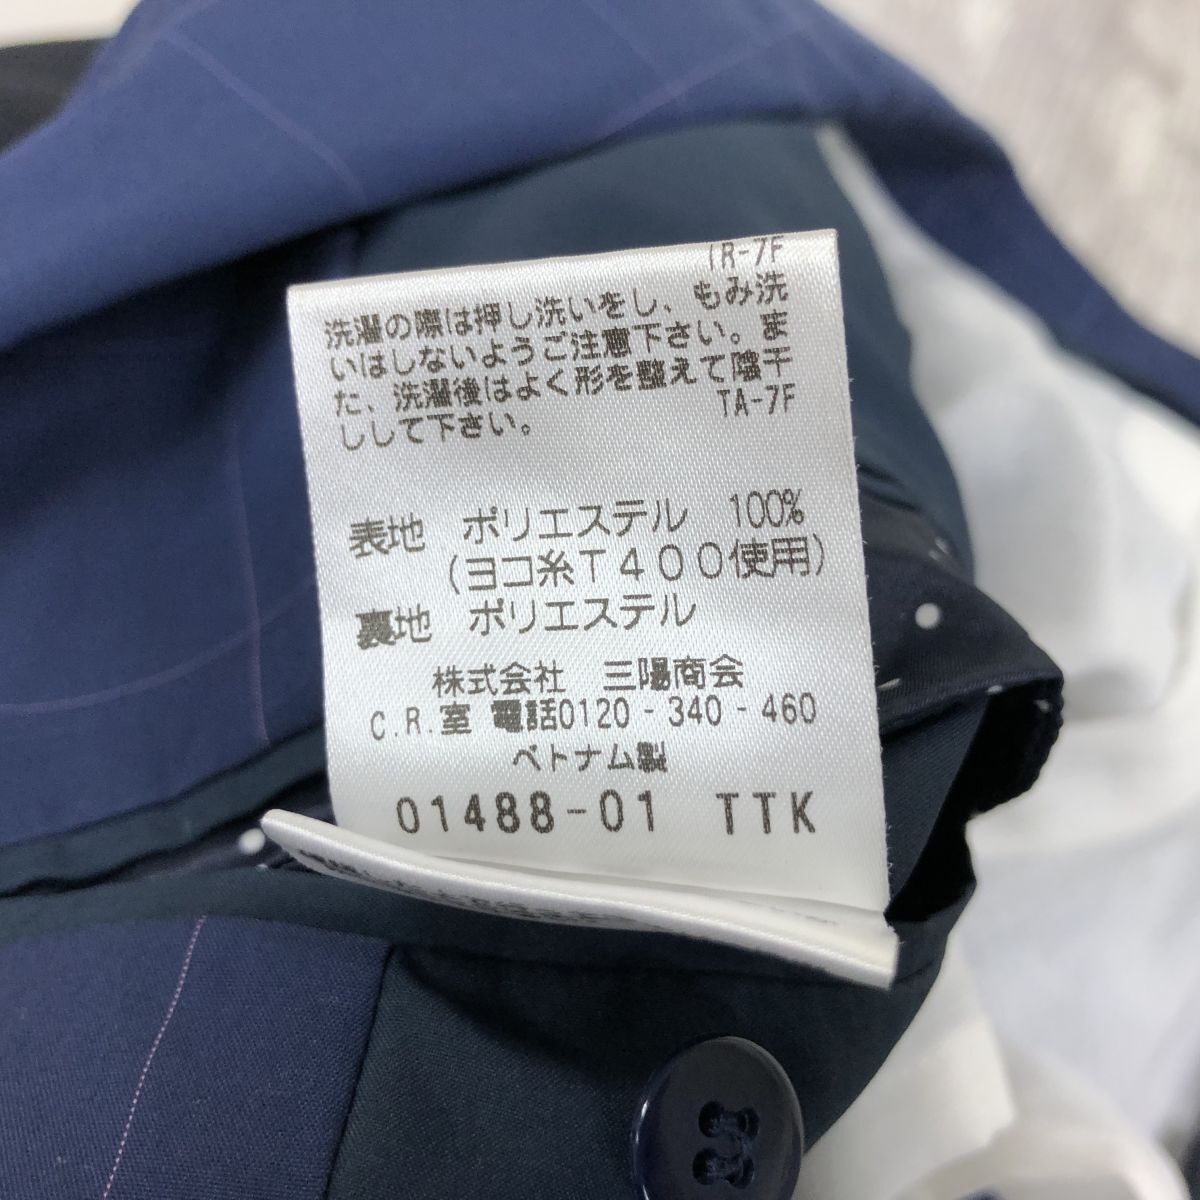 IR-7F
洗濯の際は押し洗いをし、もみ洗
いはしないようご注意下さい。ま
た、洗濯後はよく形を整えて陰干
ししして下さい。
TA-7F
表地 ポリエステル 100%
(ヨコ糸T400使用)
裏地 ポリエステル
株式会社 三陽商会
C.R.室 電話0120-340-460
ベトナム製
01488-01 TTK